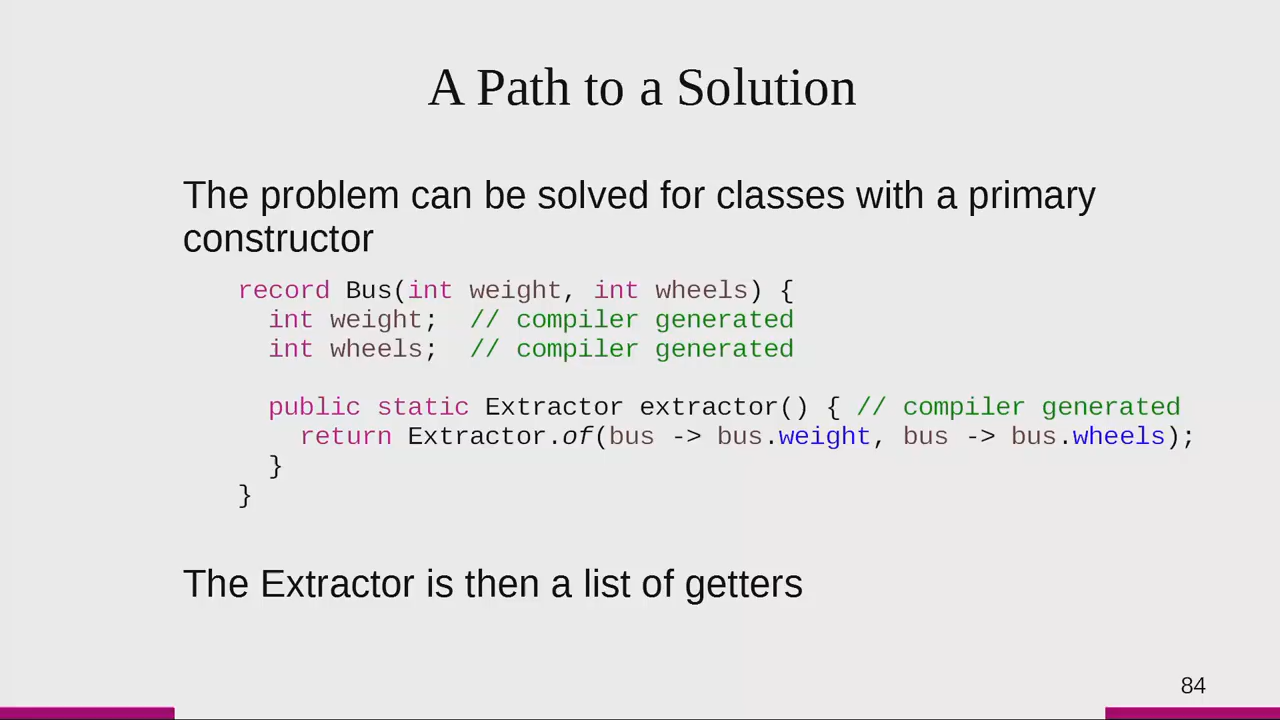 A Path to a Solution
The problem can be solved for classes with a primary
constructor
record Bus(int weight, int wheels) {
  int weight;  // compiler generated
  int wheels;  // compiler generated
  public static Extractor extractor() { // compiler generated
    return Extractor.of(bus -> bus.weight, bus -> bus.wheels);
  }
}
The Extractor is then a list of getters
84